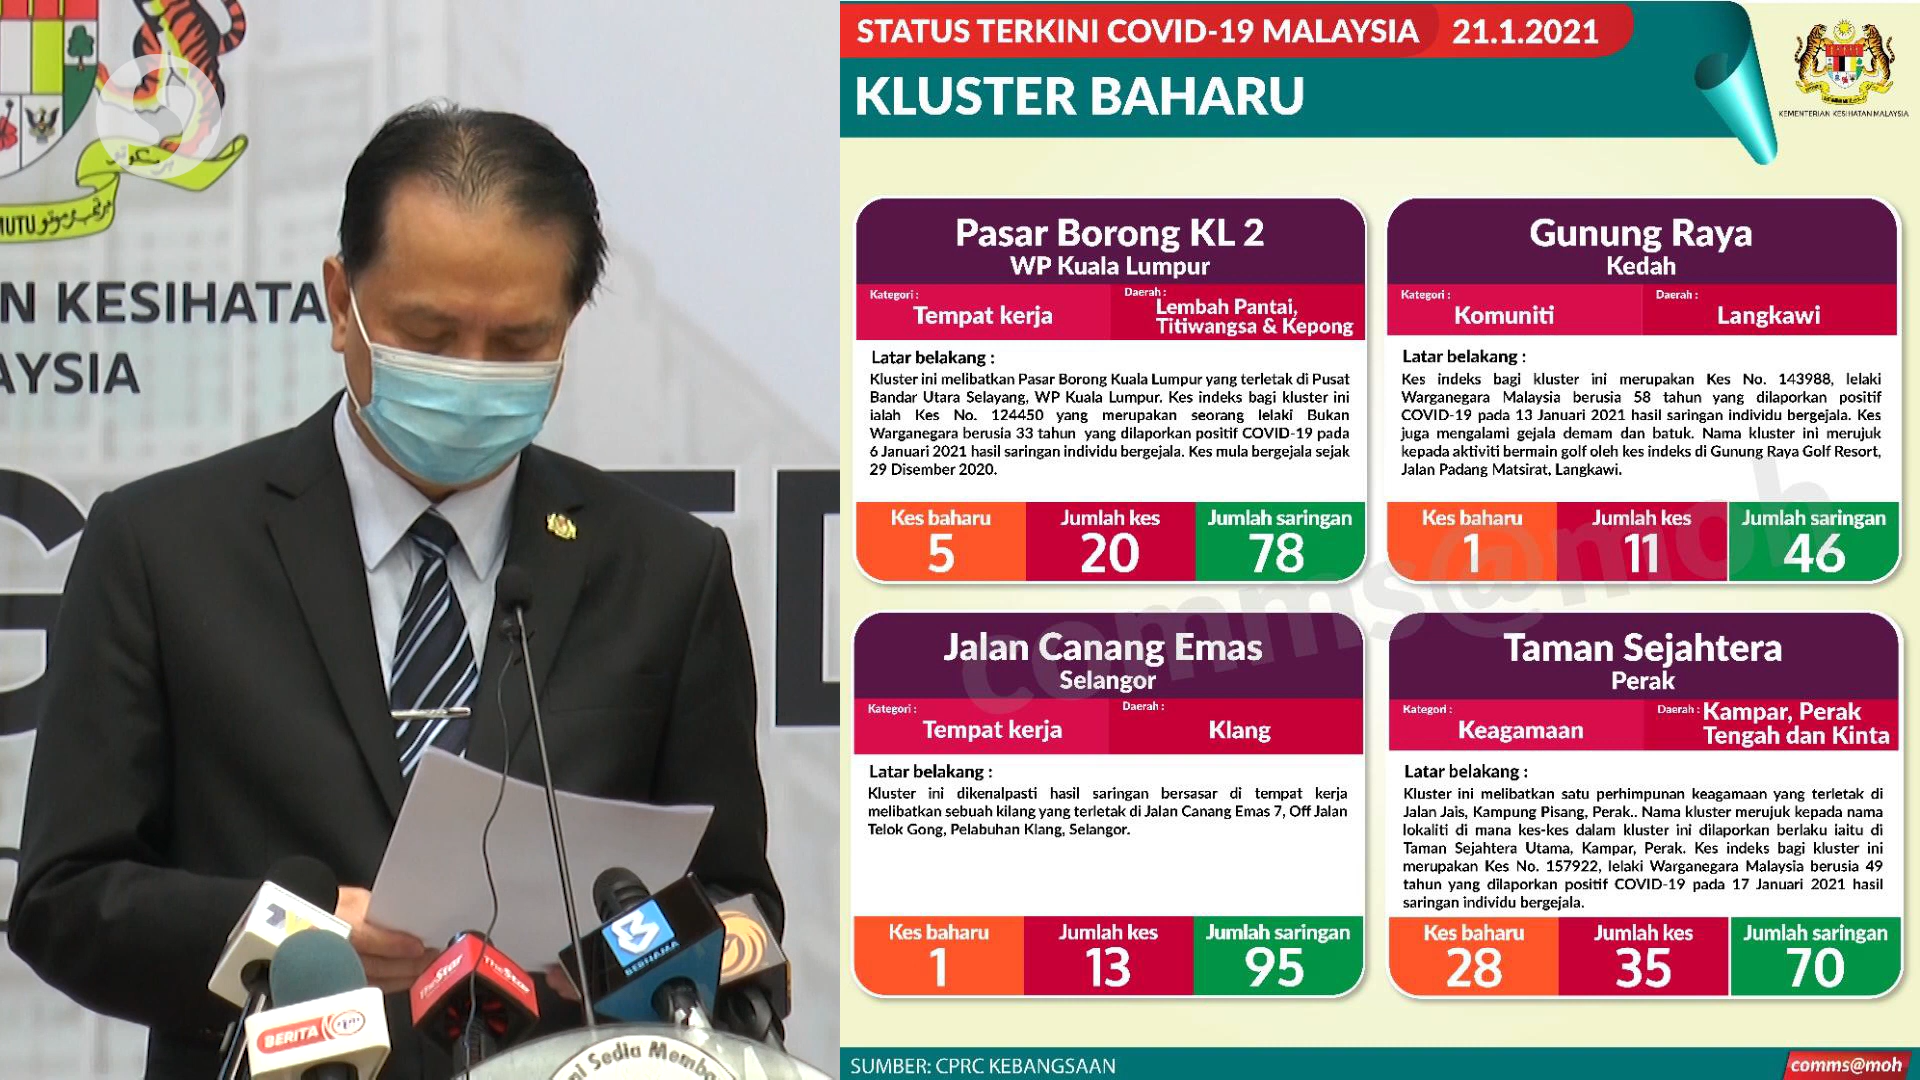 MUTU
N KESIHATA
AYSIA
THE Star
TheStar
BERNAMA
BERITA
Sedia Memba
STATUS TERKINI COVID-19 MALAYSIA 21.1.2021
KLUSTER BAHARU
KEMENTERIAN KESIHATAN MALAYSIA
Pasar Borong KL 2
WP Kuala Lumpur
Kategori :
Tempat kerja
Daerah :
Lembah Pantai,
Titiwangsa & Kepong
Latar belakang :
Kluster ini melibatkan Pasar Borong Kuala Lumpur yang terletak di Pusat
Bandar Utara Selayang, WP Kuala Lumpur. Kes indeks bagi kluster ini
ialah Kes No. 124450 yang merupakan seorang lelaki Bukan
Warganegara berusia 33 tahun yang dilaporkan positif COVID-19 pada
6 Januari 2021 hasil saringan individu bergejala. Kes mula bergejala sejak
29 Disember 2020.
Kes baharu
5
Jumlah kes
20
Jumlah saringan
78
Gunung Raya
Kedah
Kategori :
Komuniti
Daerah :
Langkawi
Latar belakang :
Kes indeks bagi kluster ini merupakan Kes No. 143988, lelaki
Warganegara Malaysia berusia 58 tahun yang dilaporkan positif
COVID-19 pada 13 Januari 2021 hasil saringan individu bergejala. Kes
juga mengalami gejala demam dan batuk. Nama kluster ini merujuk
kepada aktiviti bermain golf oleh kes indeks di Gunung Raya Golf Resort,
Jalan Padang Matsirat, Langkawi.
Kes baharu
1
Jumlah kes
11
Jumlah saringan
46
Jalan Canang Emas
Selangor
Kategori :
Tempat kerja
Daerah :
Klang
Latar belakang :
Kluster ini dikenalpasti hasil saringan bersasar di tempat kerja
melibatkan sebuah kilang yang terletak di Jalan Canang Emas 7, Off Jalan
Telok Gong, Pelabuhan Klang, Selangor.
Kes baharu
1
Jumlah kes
13
Jumlah saringan
95
Taman Sejahtera
Perak
Kategori :
Keagamaan
Daerah :
Kampar, Perak
Tengah dan Kinta
Latar belakang :
Kluster ini melibatkan satu perhimpunan keagamaan yang terletak di
Jalan Jais, Kampung Pisang, Perak.. Nama kluster merujuk kepada nama
lokaliti di mana kes-kes dalam kluster ini dilaporkan berlaku iaitu di
Taman Sejahtera Utama, Kampar, Perak. Kes indeks bagi kluster ini
merupakan Kes No. 157922, lelaki Warganegara Malaysia berusia 49
tahun yang dilaporkan positif COVID-19 pada 17 Januari 2021 hasil
saringan individu bergejala.
Kes baharu
28
Jumlah kes
35
Jumlah saringan
70
comms@moh
SUMBER: CPRC KEBANGSAAN
comms@moh